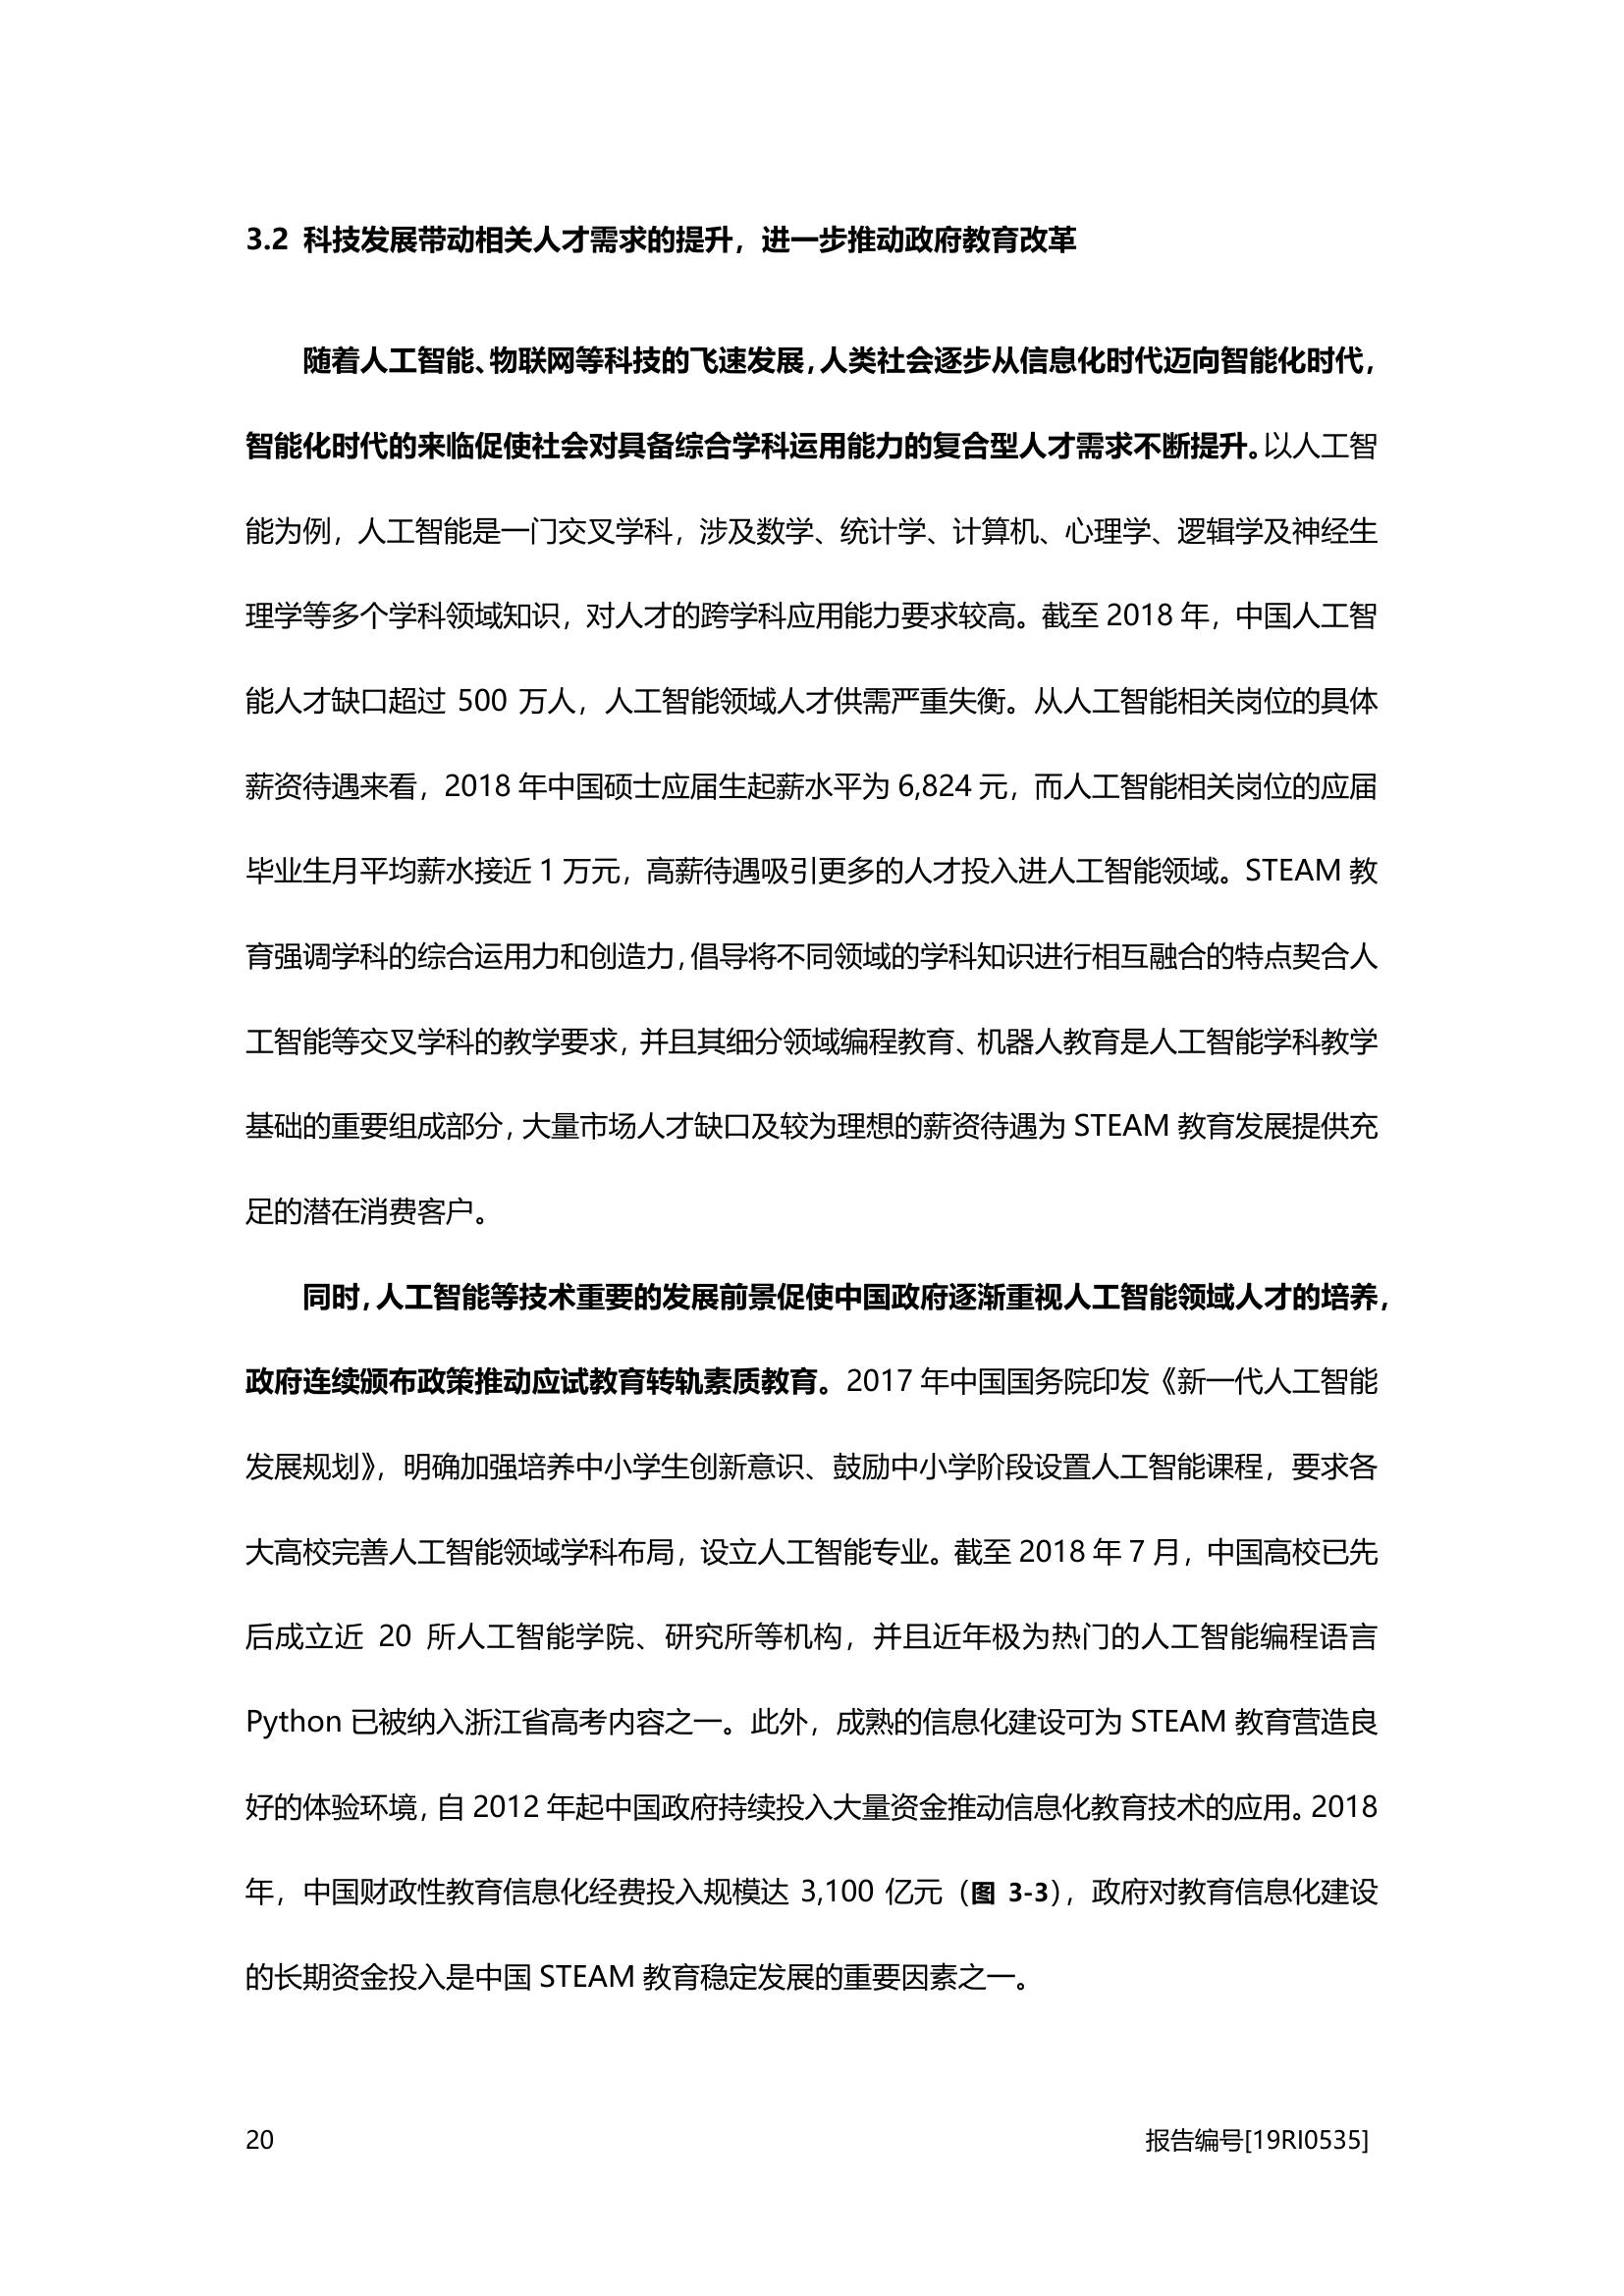 3.2 科技发展带动相关人才需求的提升，进一步推动政府教育改革
随着人工智能、物联网等科技的飞速发展，人类社会逐步从信息化时代迈向智能化时代，
智能化时代的来临促使社会对具备综合学科运用能力的复合型人才需求不断提升。以人工智
能为例，人工智能是一门交叉学科，涉及数学、统计学、计算机、心理学、逻辑学及神经生
理学等多个学科领域知识，对人才的跨学科应用能力要求较高。截至 2018 年，中国人工智
能人才缺口超过 500 万人，人工智能领域人才供需严重失衡。从人工智能相关岗位的具体
薪资待遇来看，2018 年中国硕士应届生起薪水平为 6,824 元，而人工智能相关岗位的应届
毕业生月平均薪水接近 1 万元，高薪待遇吸引更多的人才投入进人工智能领域。STEAM 教
育强调学科的综合运用力和创造力，倡导将不同领域的学科知识进行相互融合的特点契合人
工智能等交叉学科的教学要求，并且其细分领域编程教育、机器人教育是人工智能学科教学
基础的重要组成部分，大量市场人才缺口及较为理想的薪资待遇为 STEAM 教育发展提供充
足的潜在消费客户。
同时，人工智能等技术重要的发展前景促使中国政府逐渐重视人工智能领域人才的培养，
政府连续颁布政策推动应试教育转轨素质教育。2017 年中国国务院印发《新一代人工智能
发展规划》，明确加强培养中小学生创新意识、鼓励中小学阶段设置人工智能课程，要求各
大高校完善人工智能领域学科布局，设立人工智能专业。截至 2018 年 7 月，中国高校已先
后成立近 20 所人工智能学院、研究所等机构，并且近年极为热门的人工智能编程语言
Python 已被纳入浙江省高考内容之一。此外，成熟的信息化建设可为 STEAM 教育营造良
好的体验环境，自 2012 年起中国政府持续投入大量资金推动信息化教育技术的应用。2018
年，中国财政性教育信息化经费投入规模达 3,100 亿元（图 3-3），政府对教育信息化建设
的长期资金投入是中国 STEAM 教育稳定发展的重要因素之一。
20 报告编号[19RI0535]